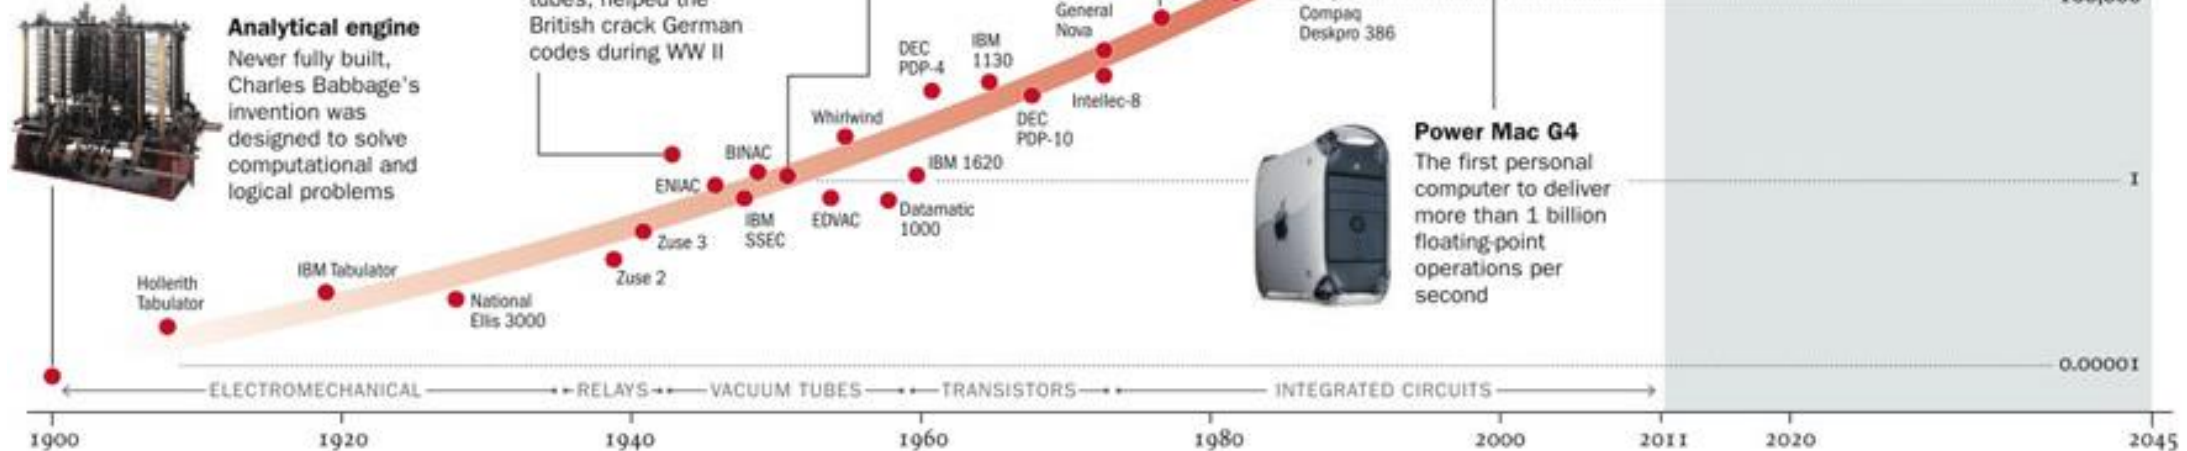 Analytical engine
Never fully built,
Charles Babbage's
invention was
designed to solve
computational and
logical problems
tubes, helped the
British crack German
codes during WW II
General
Nova
Compaq
Deskpro 386
100,000
DEC
PDP-4
IBM
1130
Intellec-8
DEC
PDP-10
Whirlwind
BINAC
ENIAC
IBM 1620
IBM
SSEC
EDVAC
Datamatic
1000
Zuse 3
Zuse 2
IBM Tabulator
Hollerith
Tabulator
National
Ellis 3000
Power Mac G4
The first personal
computer to deliver
more than 1 billion
floating-point
operations per
second
1
0.00001
ELECTROMECHANICAL
RELAYS
VACUUM TUBES
TRANSISTORS
INTEGRATED CIRCUITS
1900
1920
1940
1960
1980
2000
2011
2020
2045